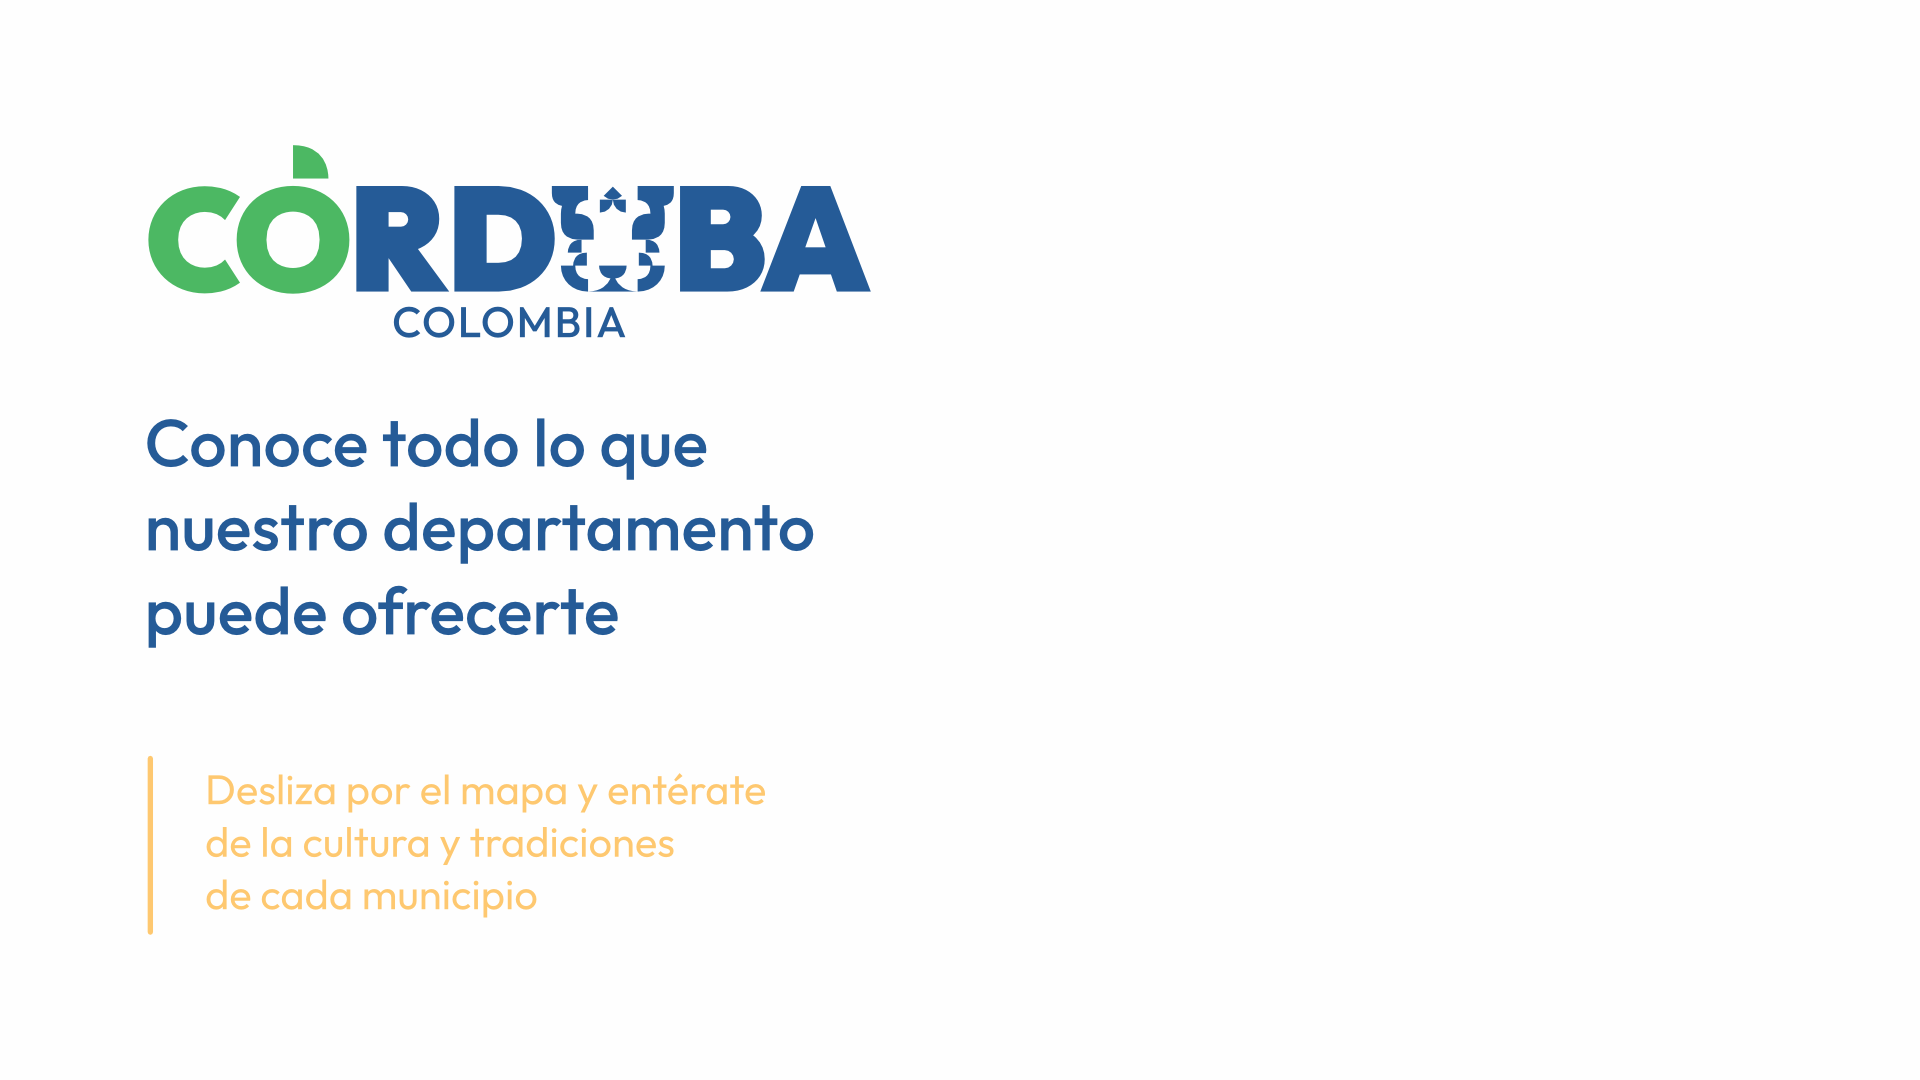 CÓRDOBA
COLOMBIA
Conoce todo lo que
nuestro departamento
puede ofrecerte
Desliza por el mapa y entérate
de la cultura y tradiciones
de cada municipio